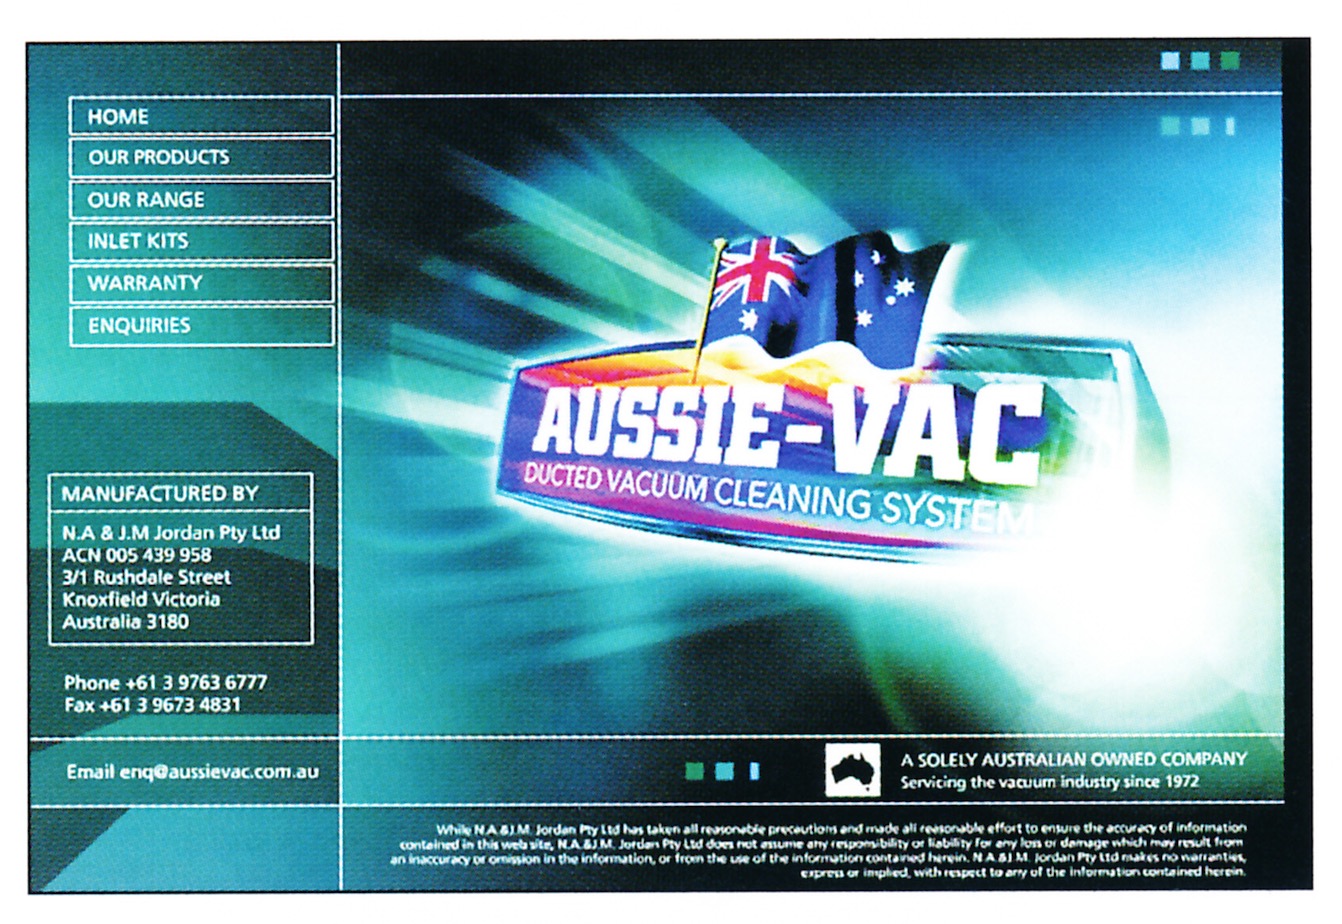 HOME
OUR PRODUCTS
OUR RANGE
INLET KITS
WARRANTY
ENQUIRIES
AUSSIE-VAC
DUCTED VACUUM CLEANING SYSTEM
MANUFACTURED BY
N.A & J.M Jordan Pty Ltd
ACN 005 439 958
3/1 Rushdale Street
Knoxfield Victoria
Australia 3180
Phone +61 3 9763 6777
Fax +61 3 9673 4831
Email enq@aussievac.com.au
A SOLELY AUSTRALIAN OWNED COMPANY
Servicing the vacuum industry since 1972
While N.A.&J.M. Jordan Pty Ltd has taken all reasonable precautions and made all reasonable effort to ensure the accuracy of information
contained in this web site, N.A.&J.M. Jordan Pty Ltd does not assume any responsibility or liability for any loss or damage which may result from
an inaccuracy or omission in the information, or from the use of the information contained herein. N.A.&J.M. Jordan Pty Ltd makes no warranties,
express or implied, with respect to any of the information contained herein.